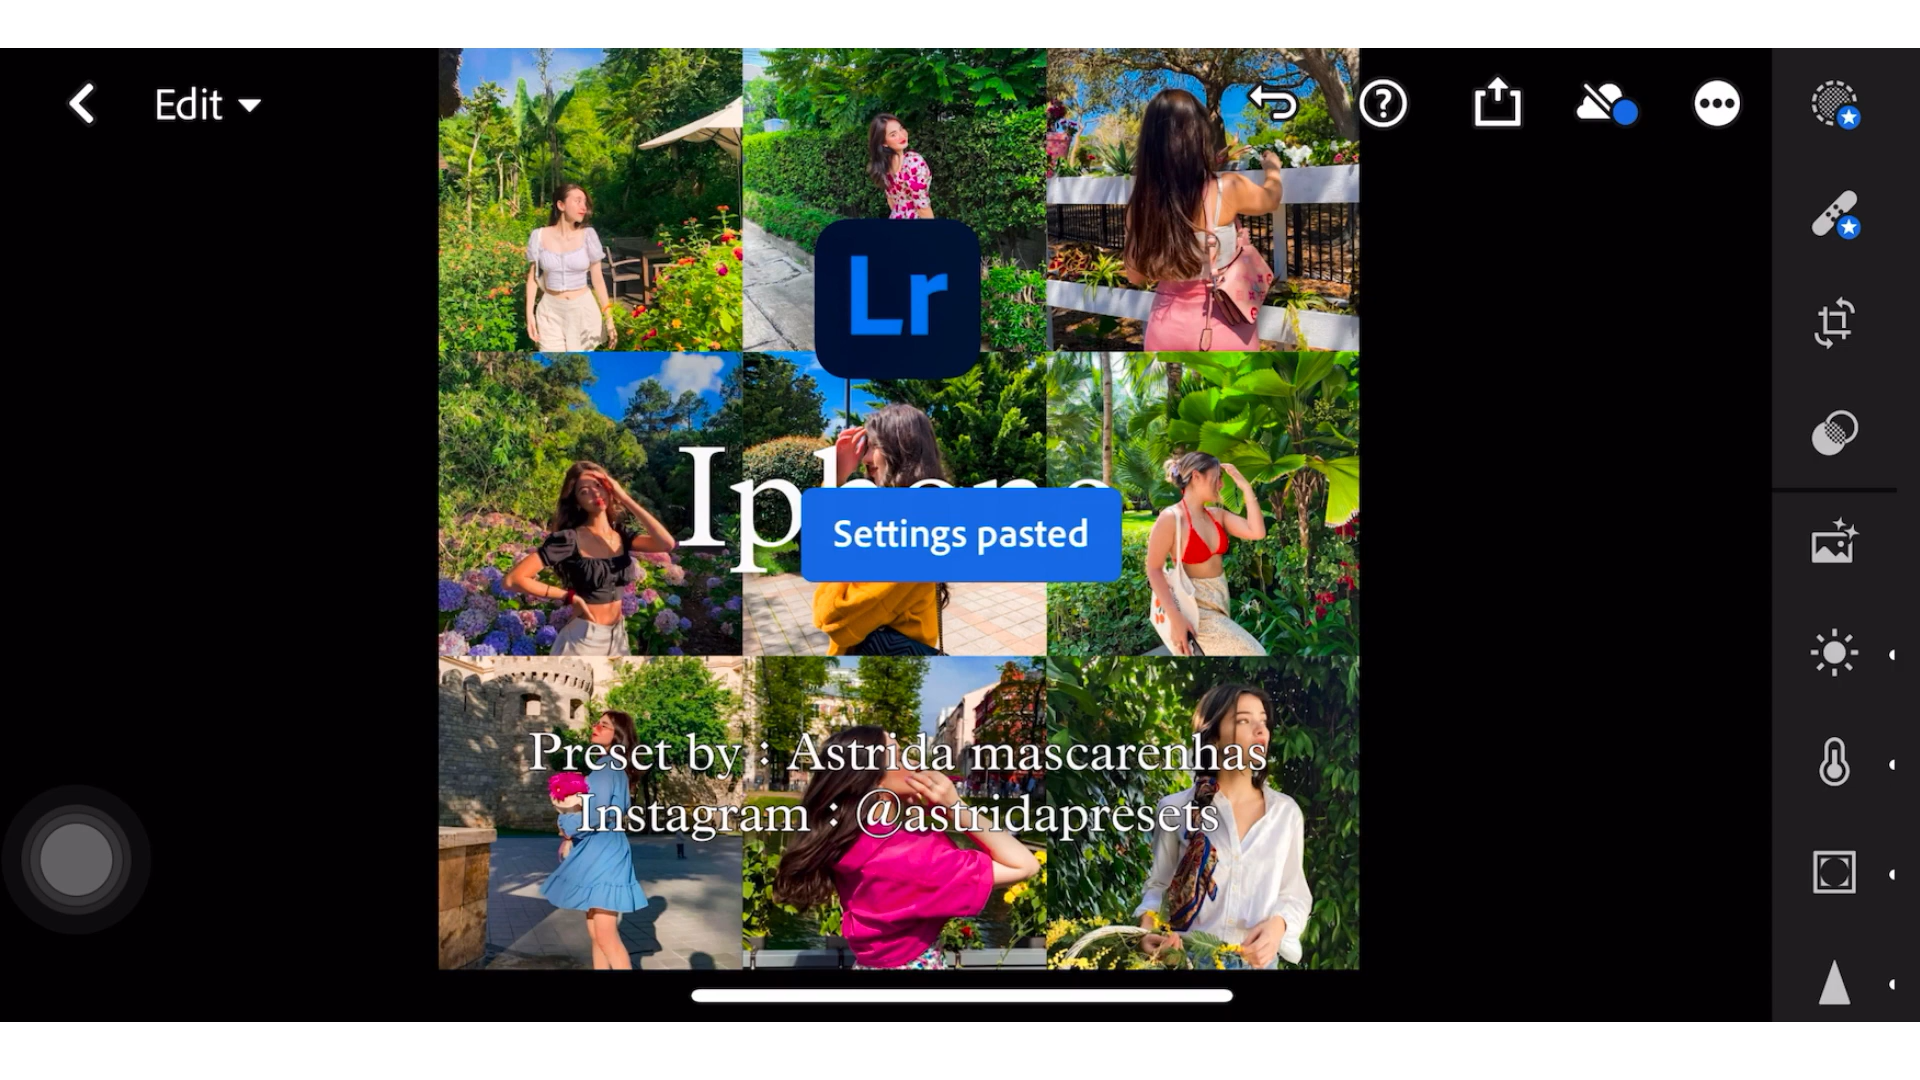 Edit
Lr
Settings pasted
Preset by : Astrida mascarenhas
Instagram : @astridapresets